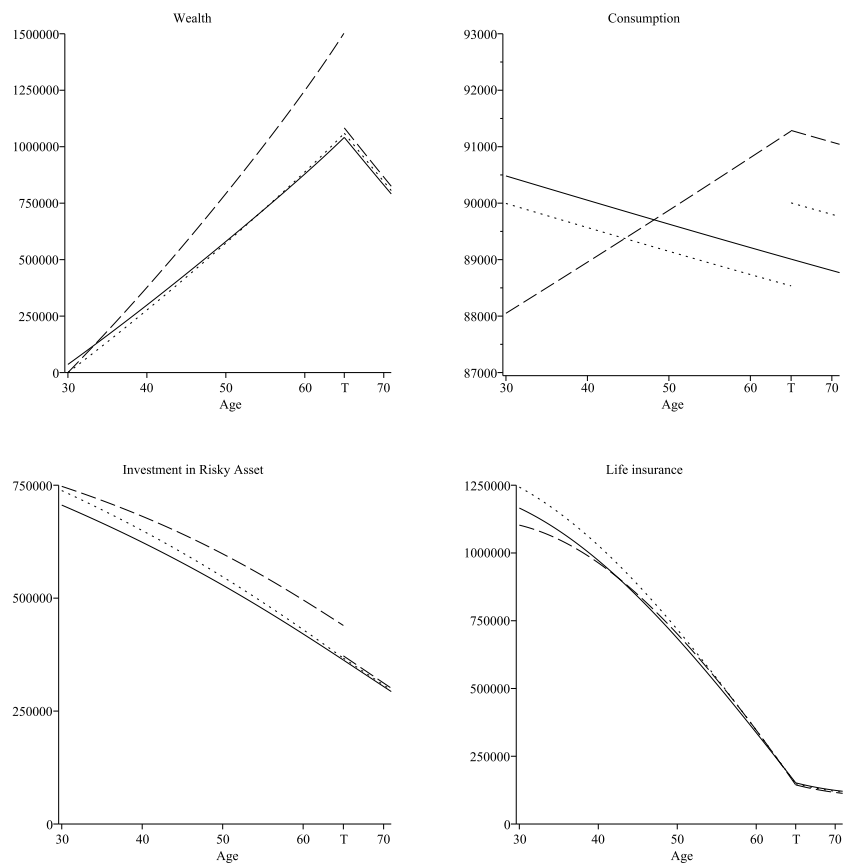 Wealth
1500000
1250000
1000000
750000
500000
250000
0
30 40 50 60 T 70
Age
Consumption
93000
92000
91000
90000
89000
88000
87000
30 40 50 60 T 70
Age
Investment in Risky Asset
750000
500000
250000
0
30 40 50 60 T 70
Age
Life insurance
1250000
1000000
750000
500000
250000
0
30 40 50 60 T 70
Age